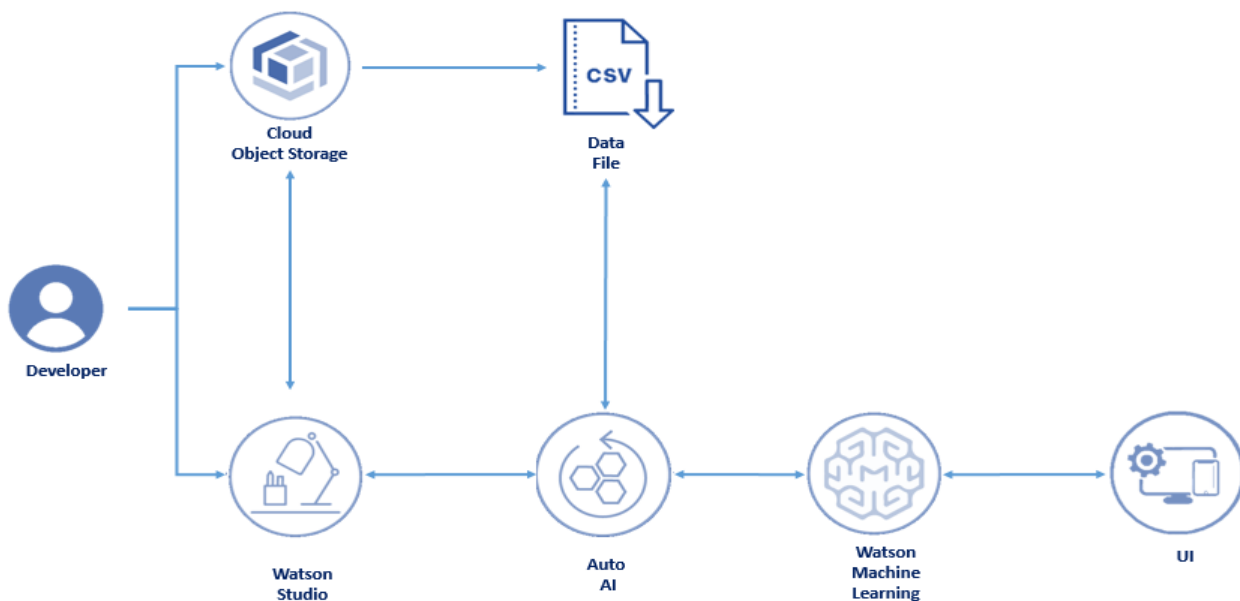 CSV
Cloud
Object Storage
Data
File
Developer
Watson
Studio
Auto
AI
Watson
Machine
Learning
UI